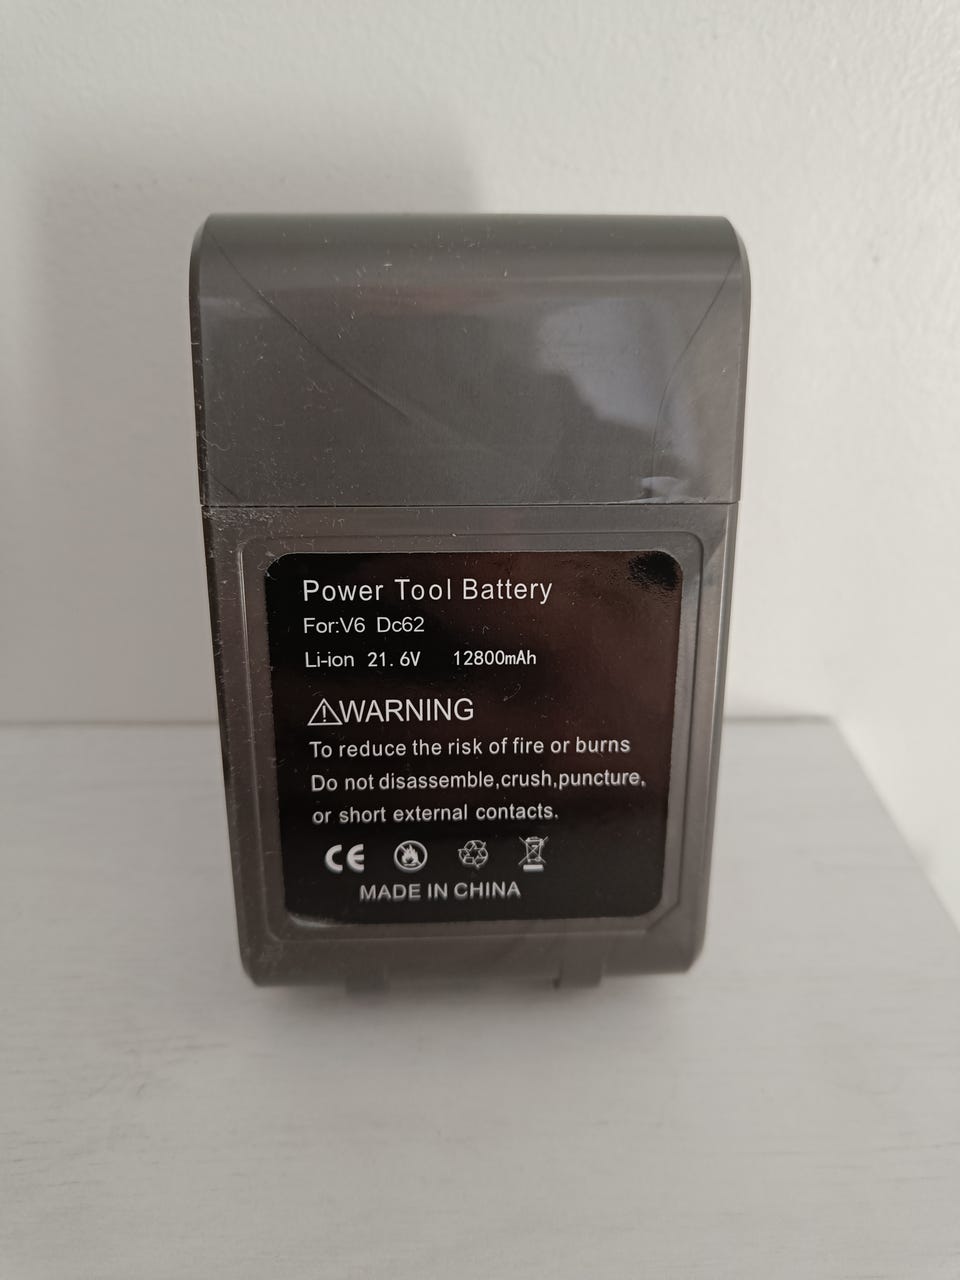 Power Tool Battery
For:V6 Dc62
Li-ion 21.6V 12800mAh
WARNING
To reduce the risk of fire or burns
Do not disassemble,crush,puncture,
or short external contacts.
CE
MADE IN CHINA